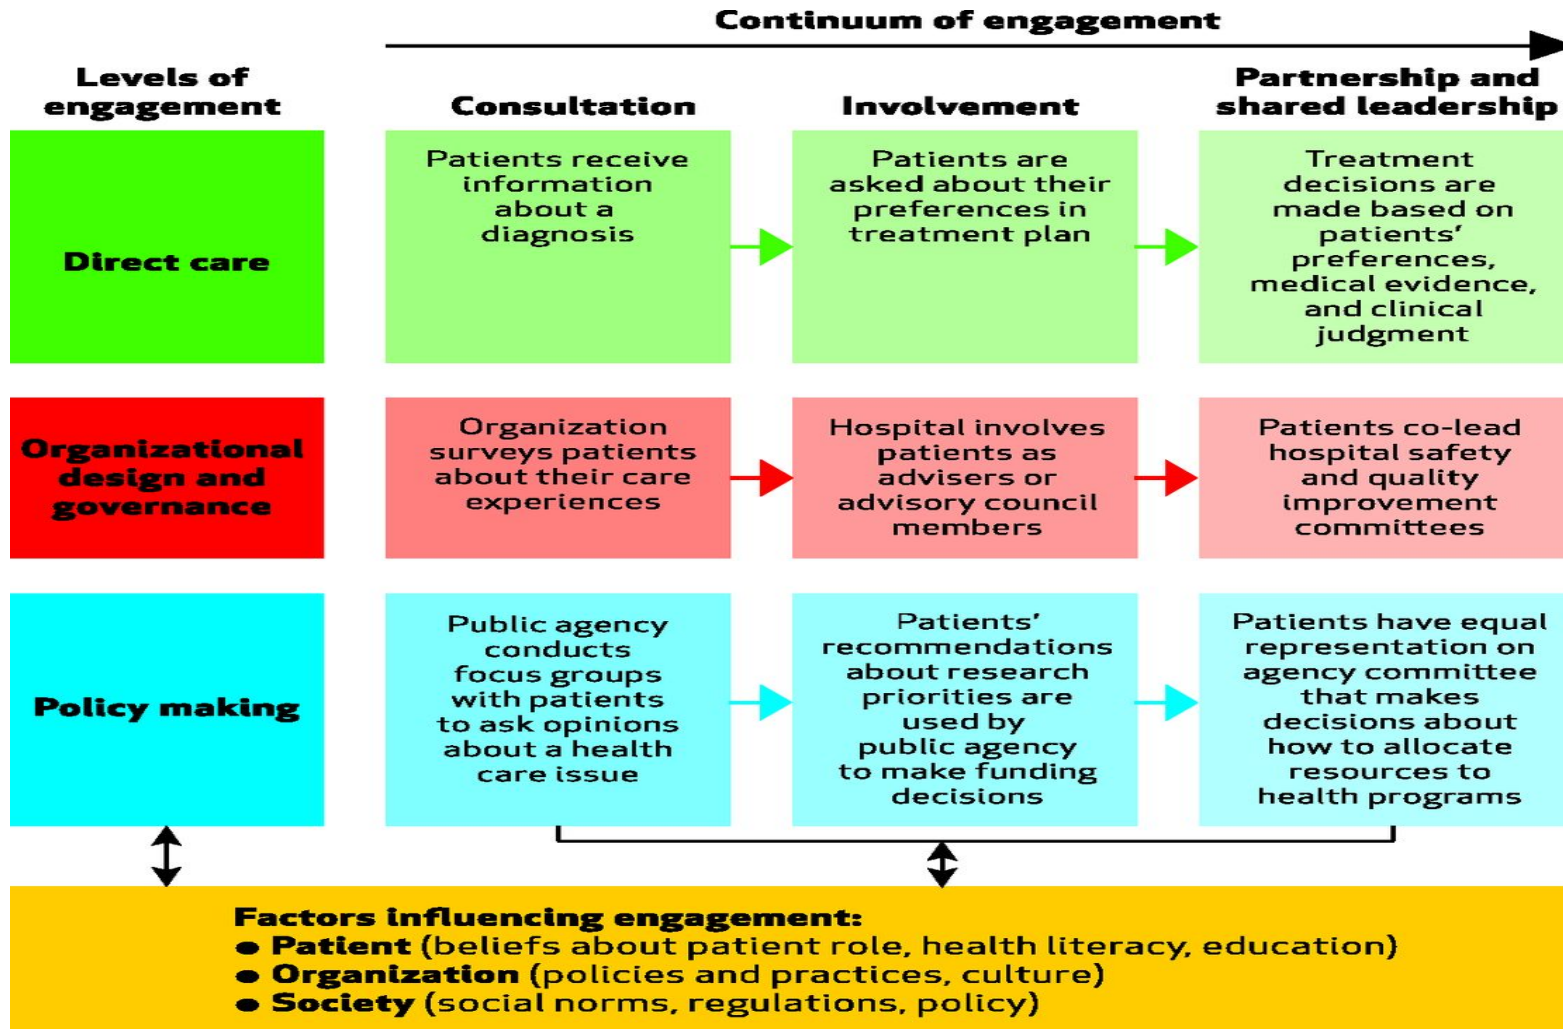 Continuum of engagement
Levels of
engagement
Consultation
Involvement
Partnership and
shared leadership
Direct care
Patients receive
information
about a
diagnosis
Patients are
asked about their
preferences in
treatment plan
Treatment
decisions are
made based on
patients’
preferences,
medical evidence,
and clinical
judgment
Organizational
design and
governance
Organization
surveys patients
about their care
experiences
Hospital involves
patients as
advisers or
advisory council
members
Patients co-lead
hospital safety
and quality
improvement
committees
Policy making
Public agency
conducts
focus groups
with patients
to ask opinions
about a health
care issue
Patients’
recommendations
about research
priorities are
used by
public agency
to make funding
decisions
Patients have equal
representation on
agency committee
that makes
decisions about
how to allocate
resources to
health programs
Factors influencing engagement:
● Patient (beliefs about patient role, health literacy, education)
● Organization (policies and practices, culture)
● Society (social norms, regulations, policy)